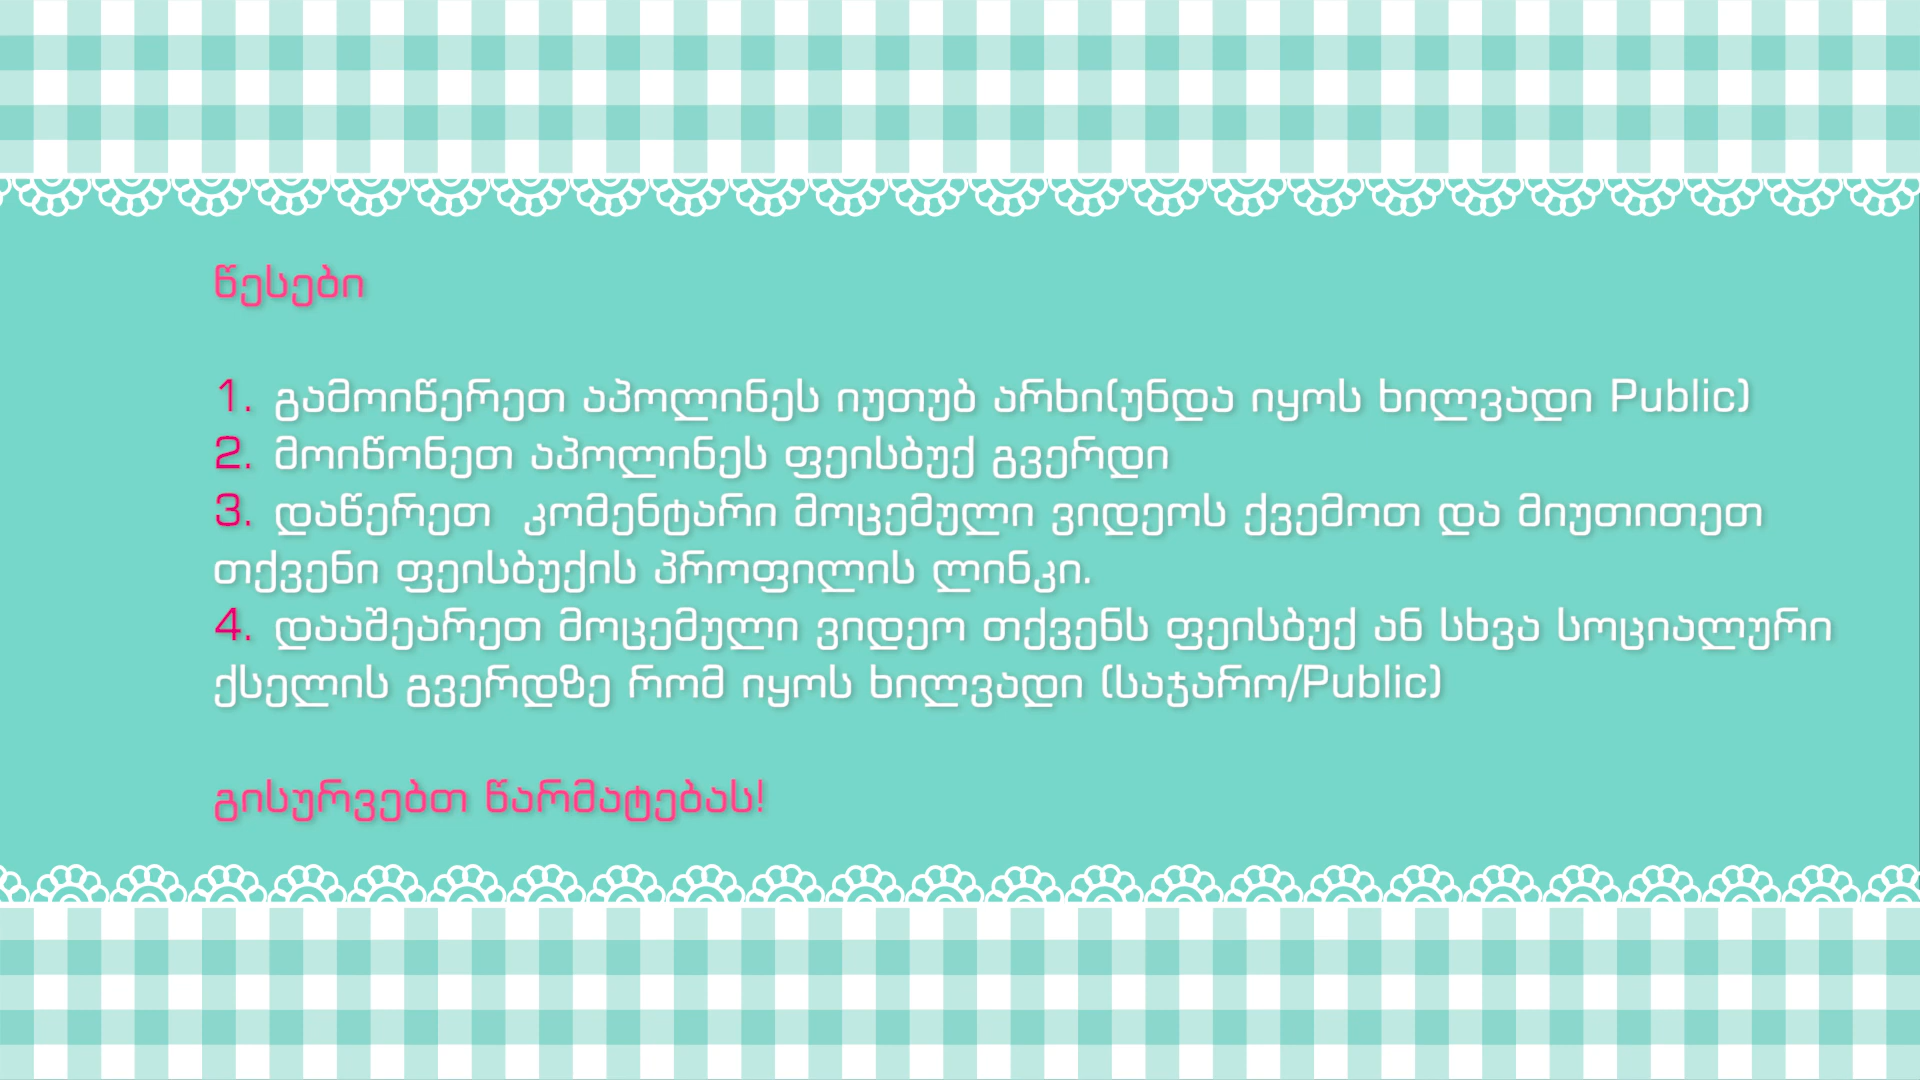 წესები
1. გამოიწერეთ აპოლინეს იუთუბ არხი(უნდა იყოს ხილვადი Public)
2. მოიწონეთ აპოლინეს ფეისბუქ გვერდი
3. დაწერეთ კომენტარი მოცემული ვიდეოს ქვემოთ და მიუთითეთ
თქვენი ფეისბუქის პროფილის ლინკი.
4. დააშეარეთ მოცემული ვიდეო თქვენს ფეისბუქ ან სხვა სოციალური
ქსელის გვერდზე რომ იყოს ხილვადი (საჯარო/Public)
გისურვებთ წარმატებას!